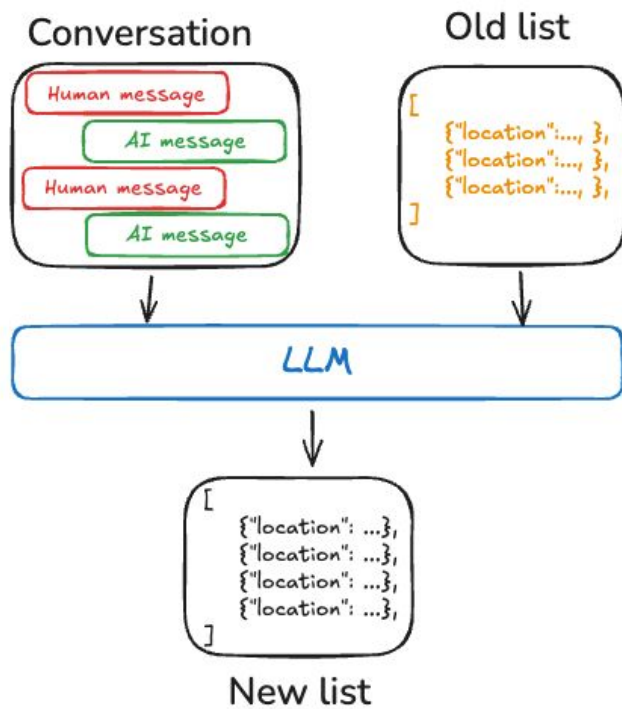 Conversation
Human message
AI message
Human message
AI message
Old list
[
{"location":..., },
{"location":..., },
{"location":..., },
]
LLM
[
{"location": ...},
{"location": ...},
{"location": ...},
{"location": ...},
]
New list